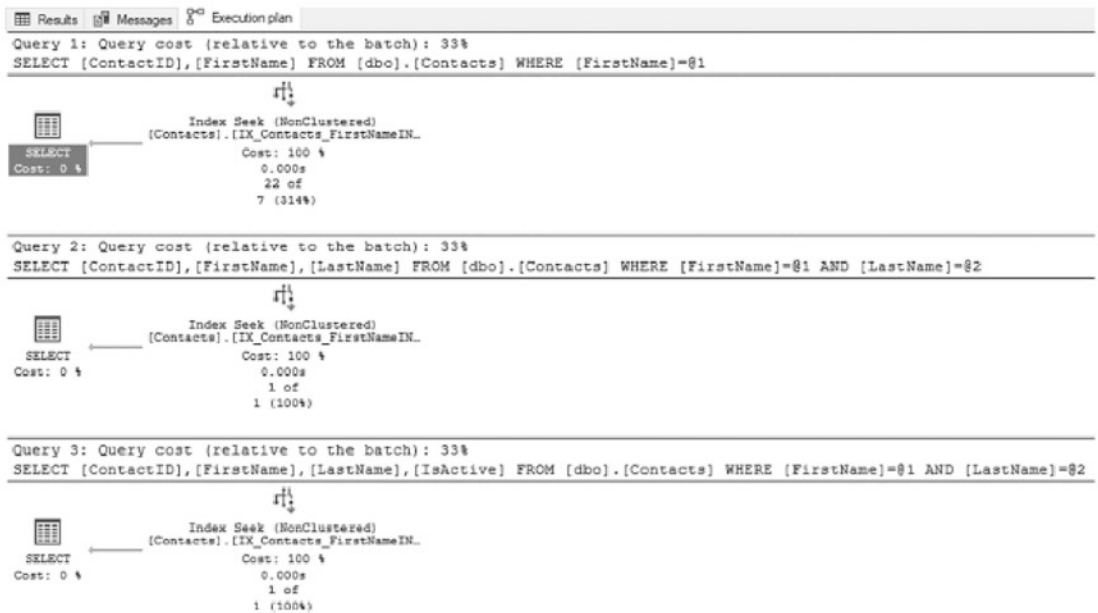 Results Messages Execution plan
Query 1: Query cost (relative to the batch): 33%
SELECT [ContactID],[FirstName] FROM [dbo].[Contacts] WHERE [FirstName]=@1
Index Seek (NonClustered)
[Contacts].[IX_Contacts_FirstNameIN…
SELECT
Cost: 0 %
Cost: 100 %
0.000s
22 of
7 (314%)
Query 2: Query cost (relative to the batch): 33%
SELECT [ContactID],[FirstName],[LastName] FROM [dbo].[Contacts] WHERE [FirstName]=@1 AND [LastName]=@2
Index Seek (NonClustered)
[Contacts].[IX_Contacts_FirstNameIN…
SELECT
Cost: 0 %
Cost: 100 %
0.000s
1 of
1 (100%)
Query 3: Query cost (relative to the batch): 33%
SELECT [ContactID],[FirstName],[LastName],[IsActive] FROM [dbo].[Contacts] WHERE [FirstName]=@1 AND [LastName]=@2
Index Seek (NonClustered)
[Contacts].[IX_Contacts_FirstNameIN…
SELECT
Cost: 0 %
Cost: 100 %
0.000s
1 of
1 (100%)